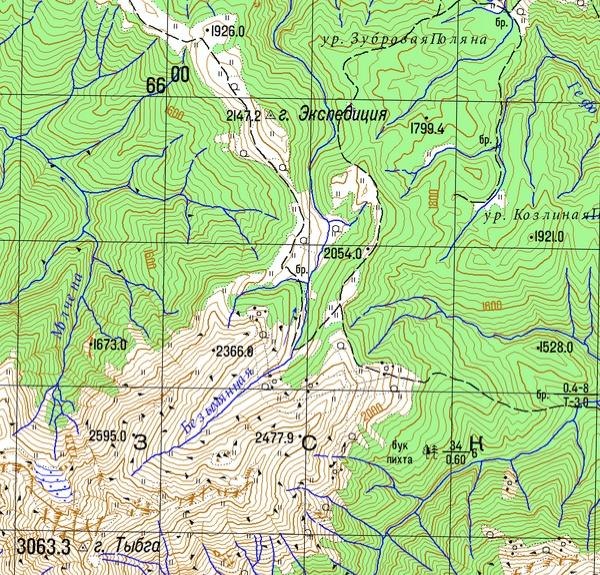 бр.
1926.0
ур. Зубровая Поляна
66 00
1600
2147.2 г. Экспедиция
1799.4
бр.
1800
ур. Козлиная П
1921.0
2054.0
1600
бр.
1600
Молчепа
1673.0
2366.8
1528.0
Безымянная
2000
бр.
0.4-8
Т-3.0
2595.0
З
2477.9
С
Н
бук
пихта
34
0.60
6
3063.3 г. Тыбга